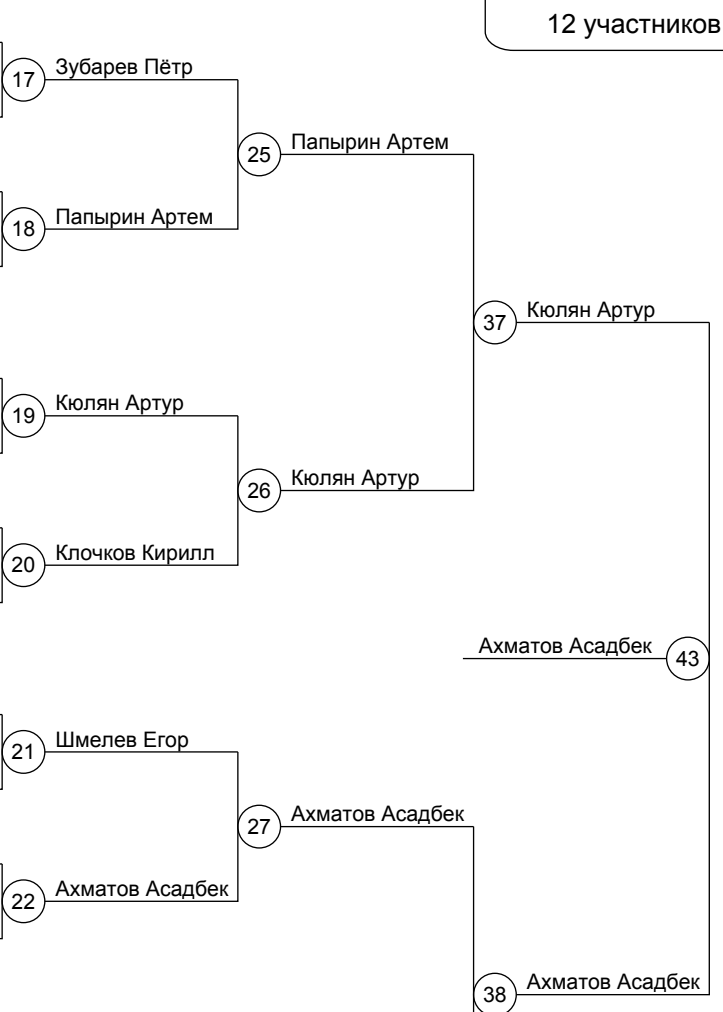 12 участников
17 Зубарев Пётр
25 Папырин Артем
18 Папырин Артем
37 Кюлян Артур
19 Кюлян Артур
26 Кюлян Артур
20 Клочков Кирилл
Ахматов Асадбек 43
21 Шмелев Егор
27 Ахматов Асадбек
22 Ахматов Асадбек
38 Ахматов Асадбек